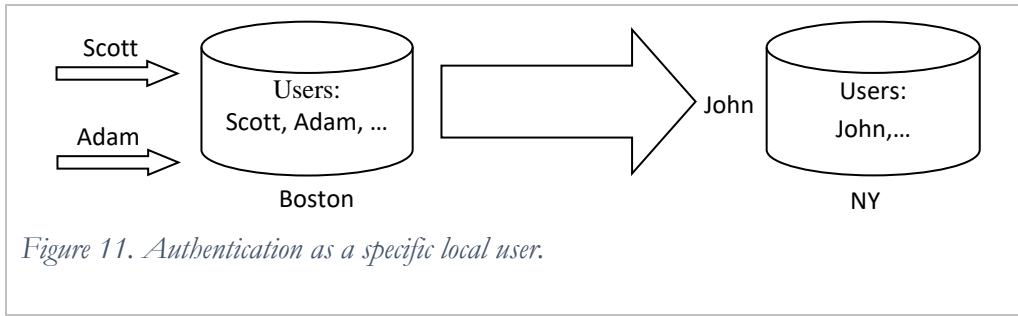 Scott
Adam
Users:
Scott, Adam, ...
Boston
John
Users:
John,...
NY
Figure 11. Authentication as a specific local user.